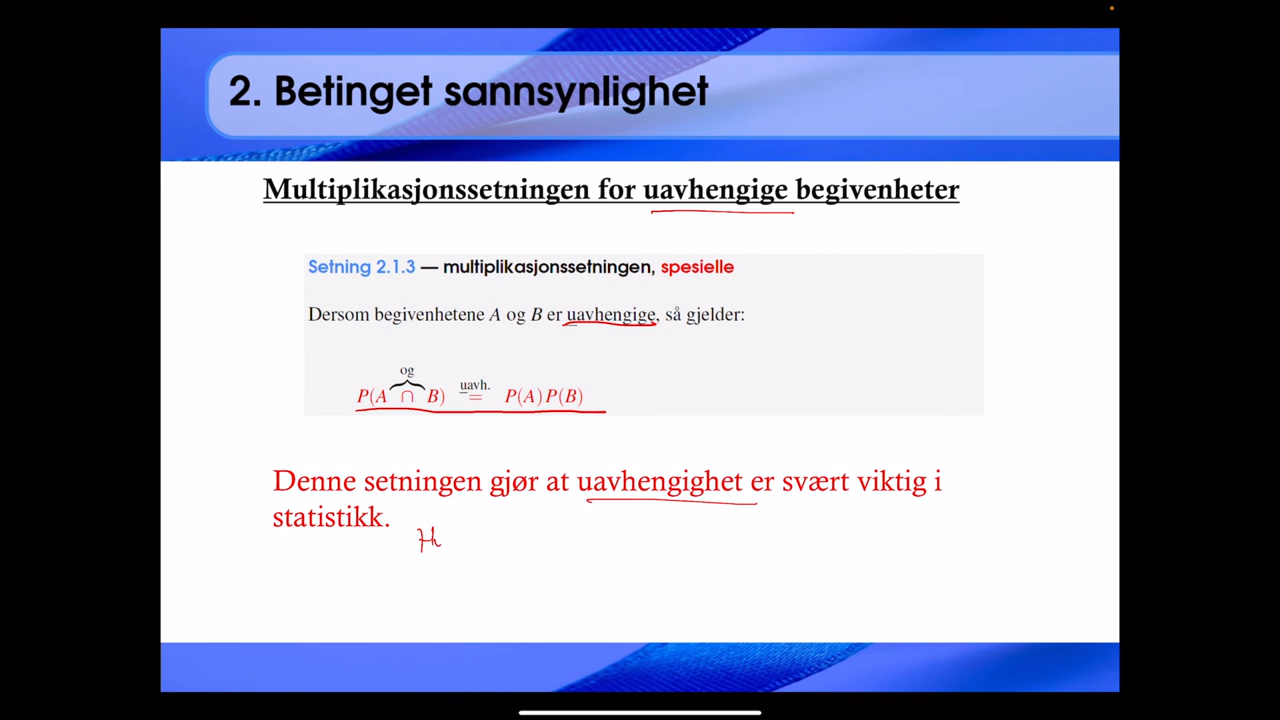 2. Betinget sannsynlighet
Multiplikasjonssetningen for uavhengige begivenheter
Setning 2.1.3 — multiplikasjonssetningen, spesielle
Dersom begivenhetene A og B er uavhengige, så gjelder:
og
uavh.
P(A ∩ B) = P(A)P(B)
Denne setningen gjør at uavhengighet er svært viktig i
statistikk.